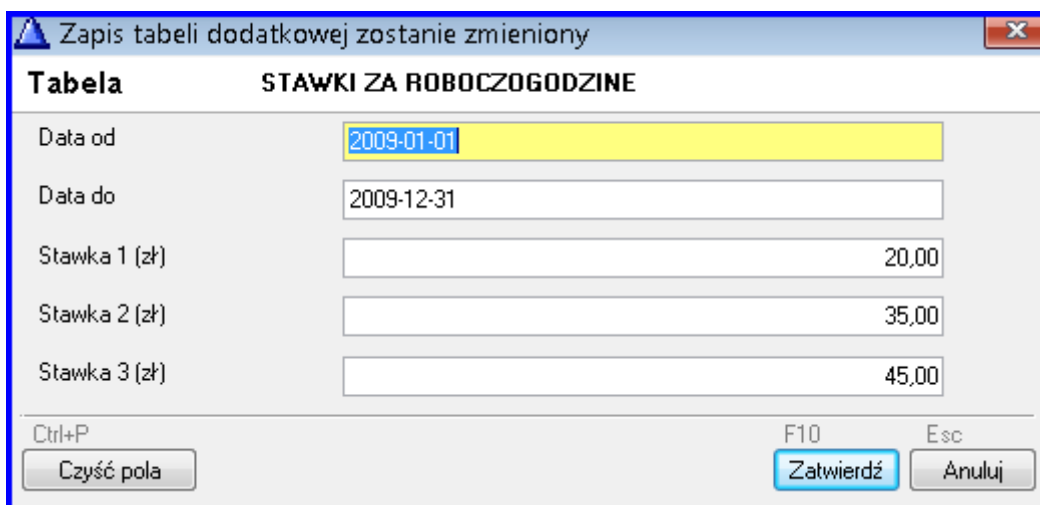 Zapis tabeli dodatkowej zostanie zmieniony
Tabela STAWKI ZA ROBOCZOGODZINE
Data od 2009-01-01
Data do 2009-12-31
Stawka 1 (zł) 20,00
Stawka 2 (zł) 35,00
Stawka 3 (zł) 45,00
Ctrl+P F10 Esc
Czyść pola Zatwierdź Anuluj